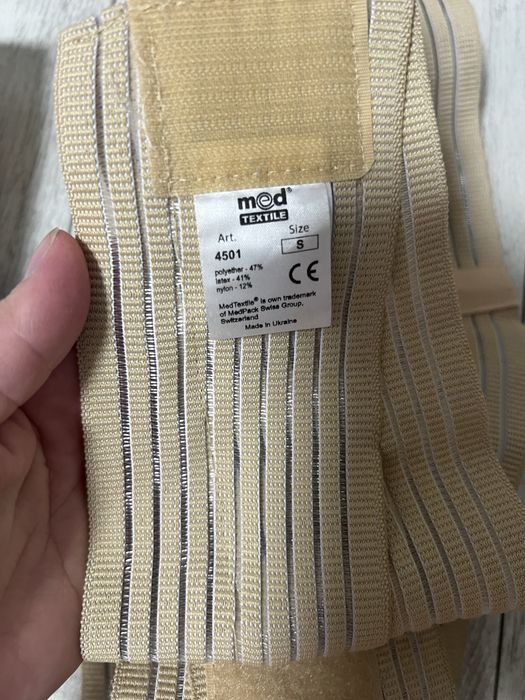 med®
TEXTILE
Art. Size
4501 S
polyether - 47%
latex - 41%
nylon - 12%
CE
MedTextile® is own trademark
of MedPack Swiss Group,
Switzerland
Made in Ukraine